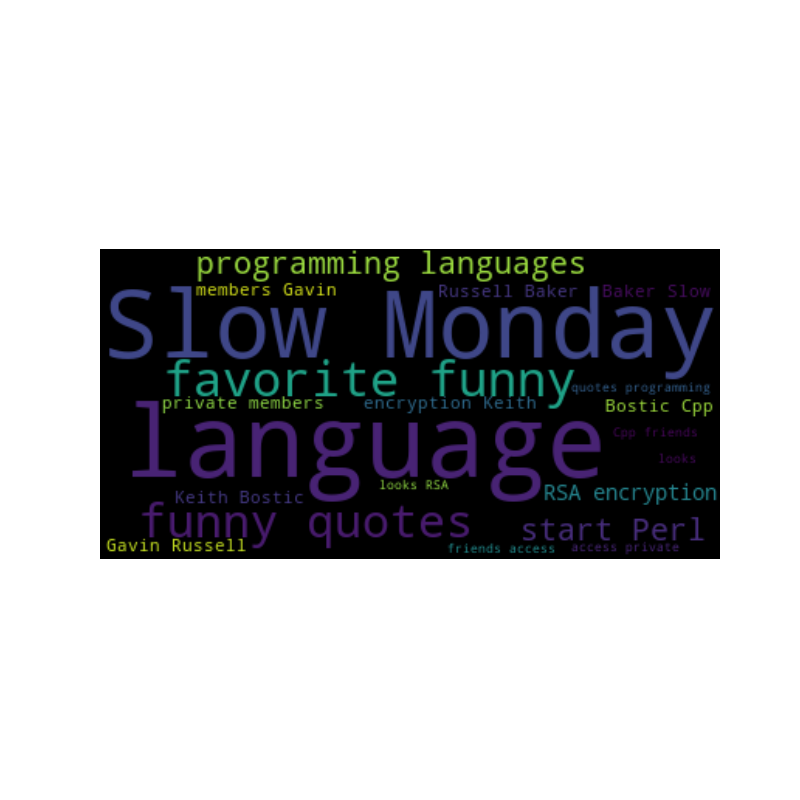 programming languages
members Gavin
Russell Baker
Baker Slow
Slow Monday
favorite funny
quotes programming
private members
encryption Keith
Bostic Cpp
language
Cpp friends
looks
looks RSA
Keith Bostic
RSA encryption
funny quotes
start Perl
Gavin Russell
friends access
access private